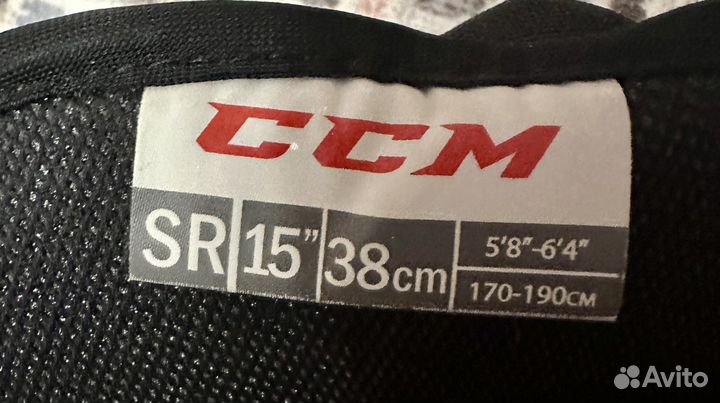 CCM
SR 15” 38cm 5'8"-6'4"
170-190CM
Avito